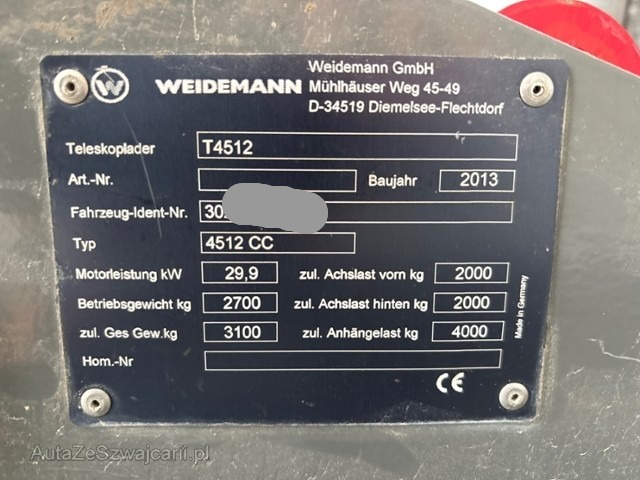 WEIDEMANN
Weidemann GmbH
Mühlhäuser Weg 45-49
D-34519 Diemelsee-Flechtdorf
Teleskoplader T4512
Art.-Nr. Baujahr 2013
Fahrzeug-Ident-Nr. 30
Typ 4512 CC
Motorleistung kW 29,9 zul. Achslast vorn kg 2000
Betriebsgewicht kg 2700 zul. Achslast hinten kg 2000
zul. Ges Gew.kg 3100 zul. Anhängelast kg 4000
Hom.-Nr
CE
Made in Germany
AutaZeSzwajcarii.pl